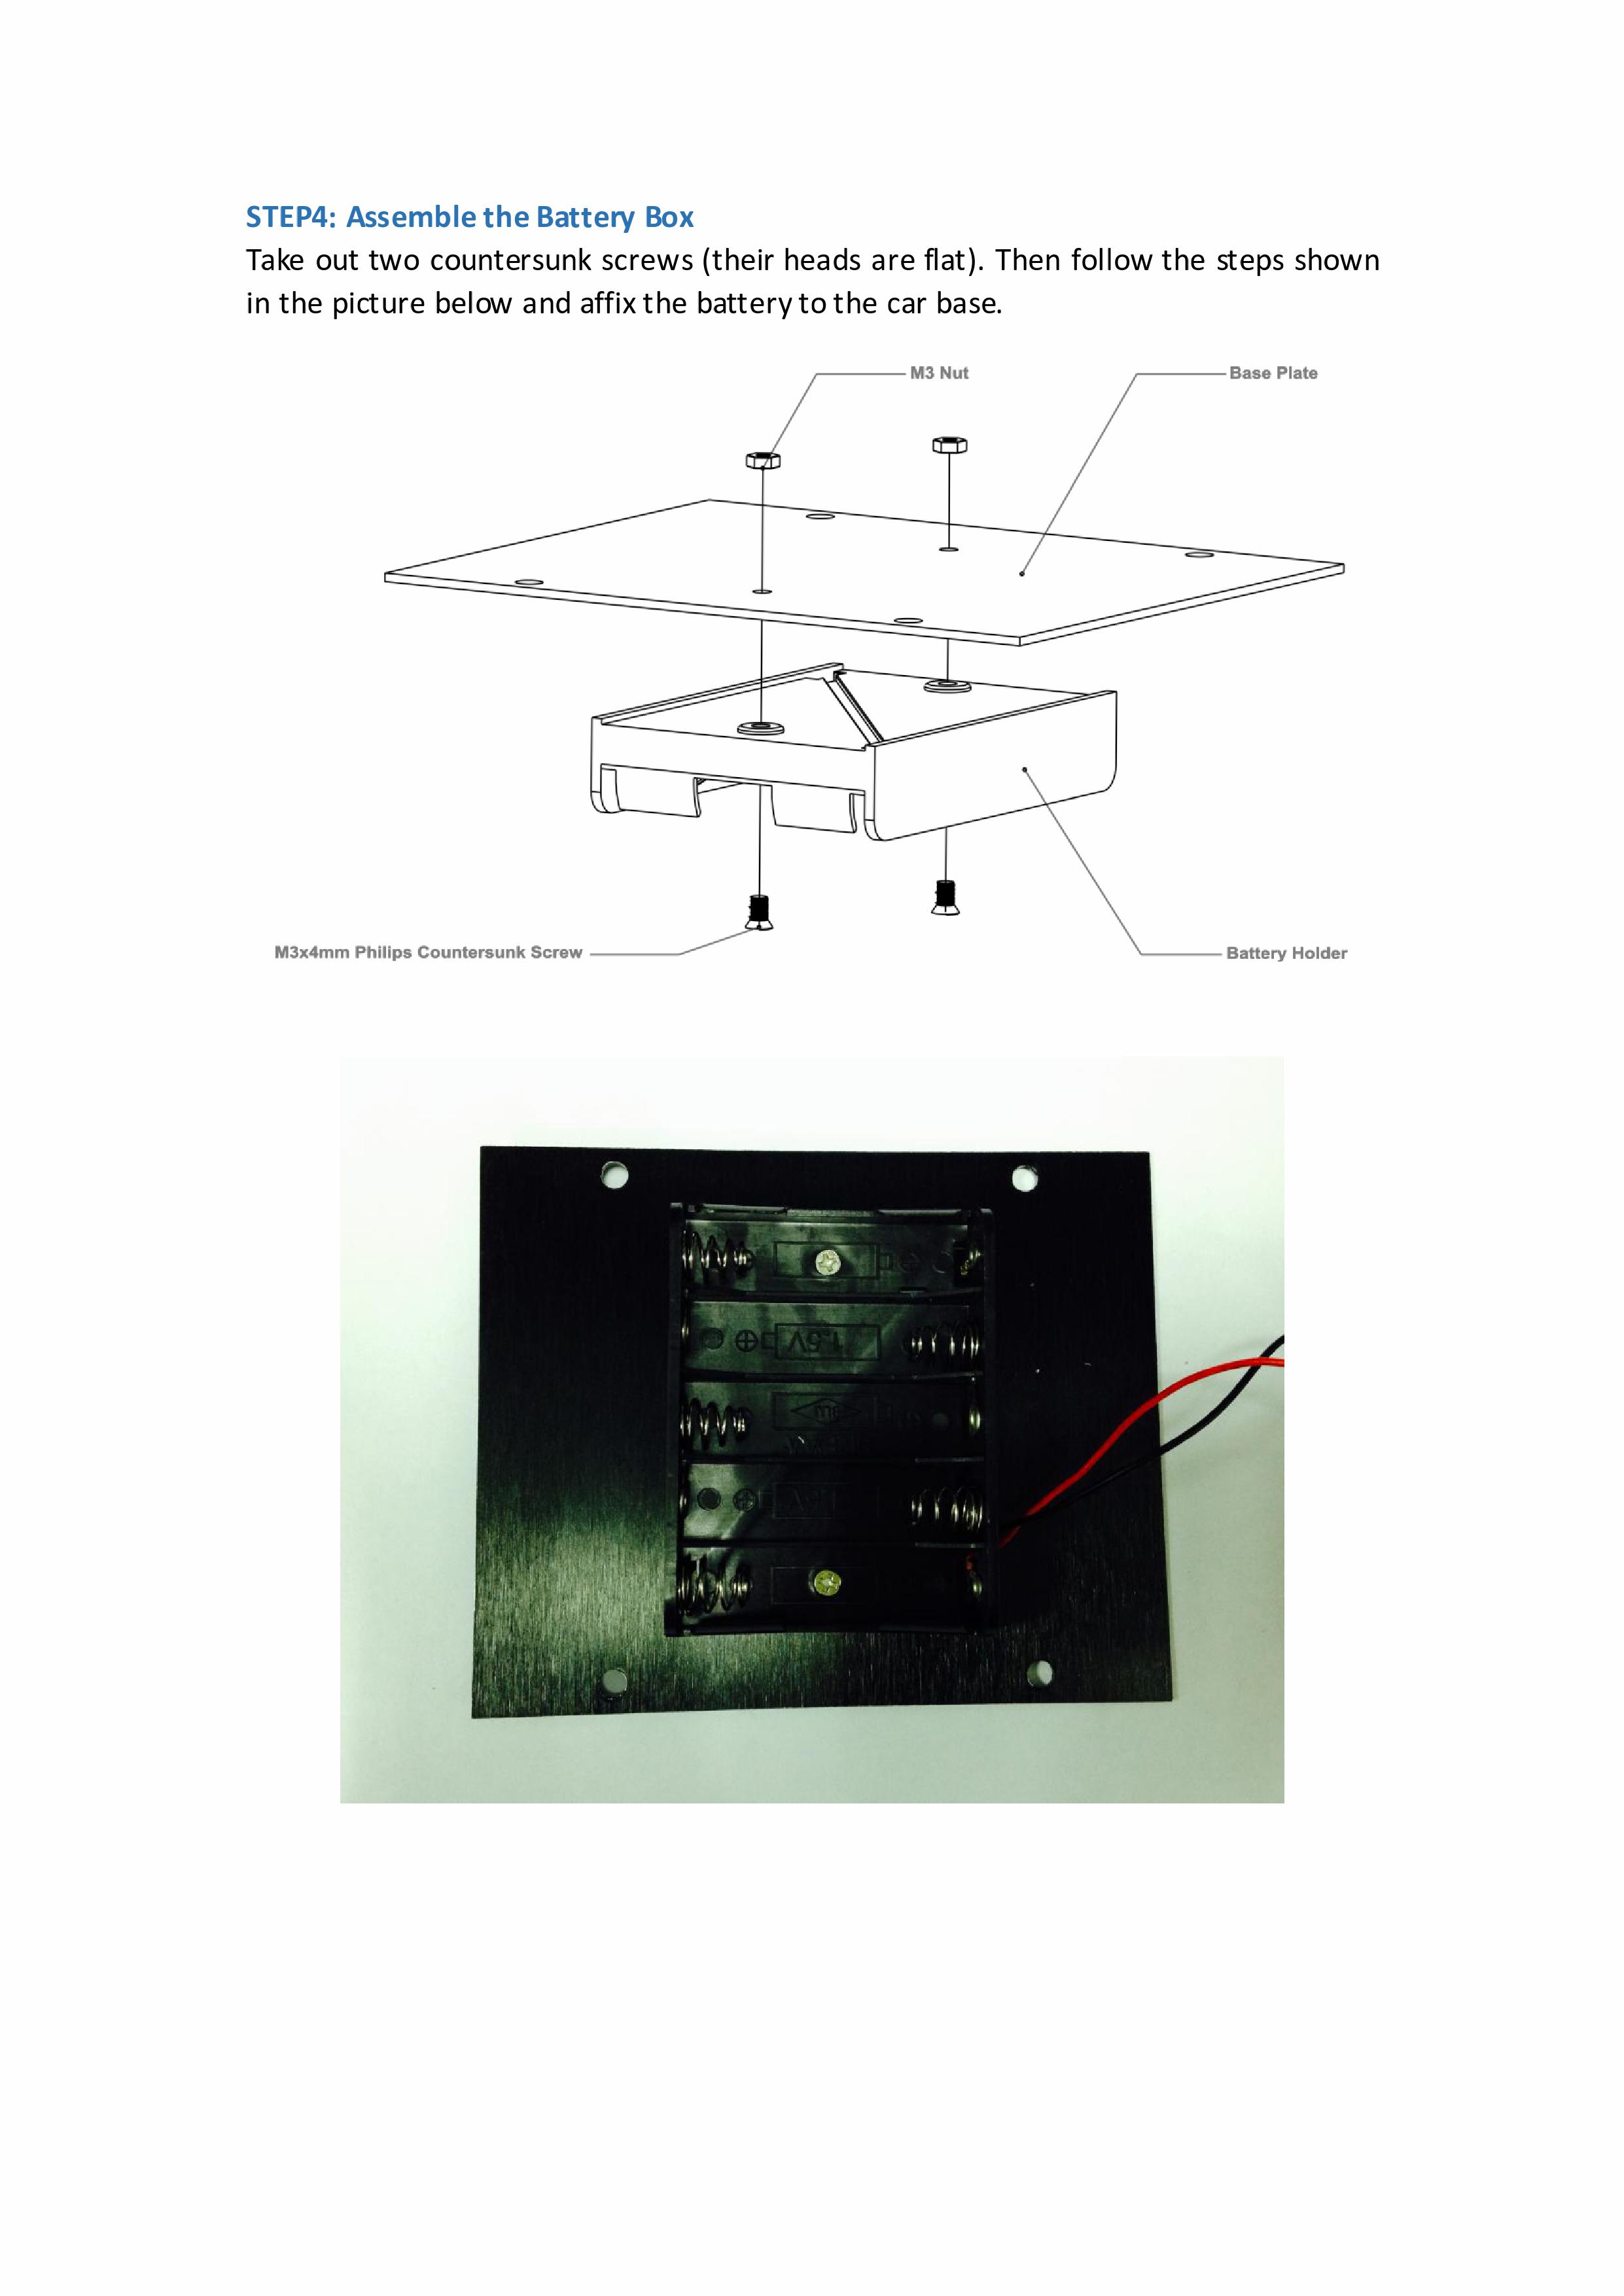 STEP4: Assemble the Battery Box
Take out two countersunk screws (their heads are flat). Then follow the steps shown
in the picture below and affix the battery to the car base.
M3 Nut
Base Plate
M3x4mm Philips Countersunk Screw
Battery Holder
1.5V